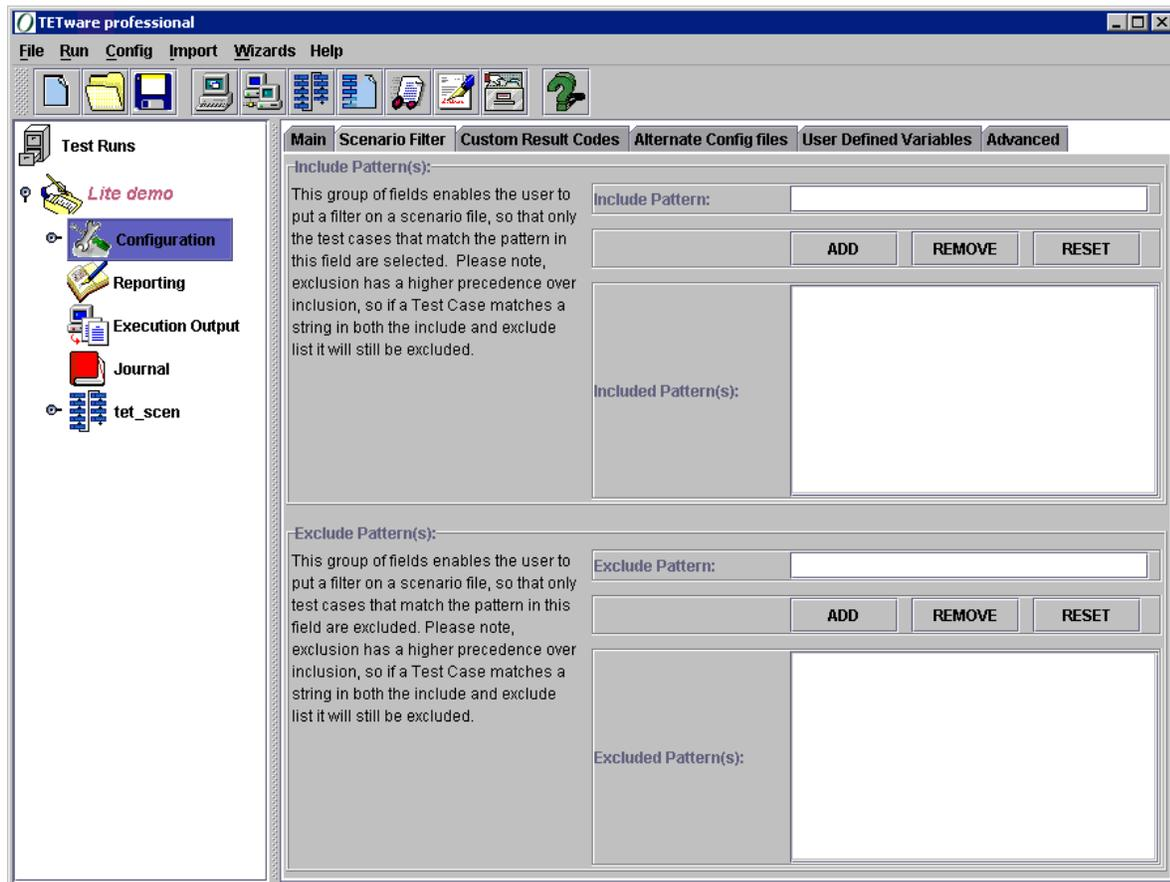 TETware professional
File Run Config Import Wizards Help
Test Runs
Lite demo
Configuration
Reporting
Execution Output
Journal
tet_scen
Main Scenario Filter Custom Result Codes Alternate Config files User Defined Variables Advanced
Include Pattern(s):
This group of fields enables the user to
put a filter on a scenario file, so that only
the test cases that match the pattern in
this field are selected. Please note,
exclusion has a higher precedence over
inclusion, so if a Test Case matches a
string in both the include and exclude
list it will still be excluded.
Include Pattern:
ADD REMOVE RESET
Included Pattern(s):
Exclude Pattern(s):
This group of fields enables the user to
put a filter on a scenario file, so that only
test cases that match the pattern in this
field are excluded. Please note,
exclusion has a higher precedence over
inclusion, so if a Test Case matches a
string in both the include and exclude
list it will still be excluded.
Exclude Pattern:
ADD REMOVE RESET
Excluded Pattern(s):